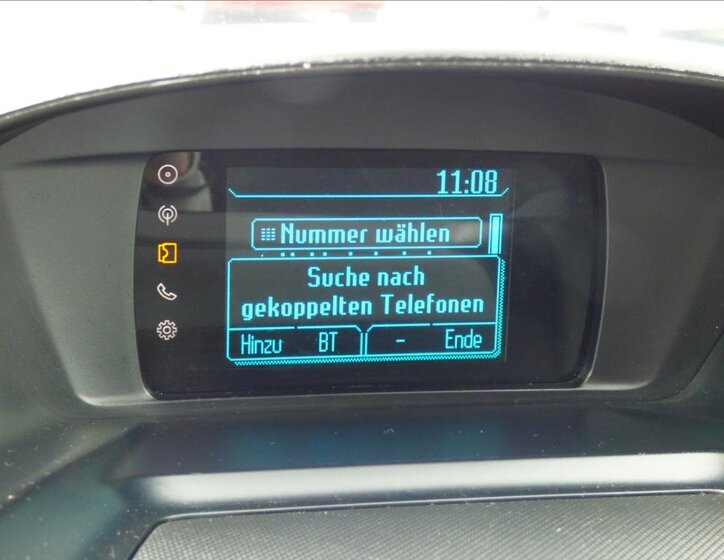 11:08
Nummer wählen
Suche nach
gekoppelten Telefonen
Hinzu BT - Ende